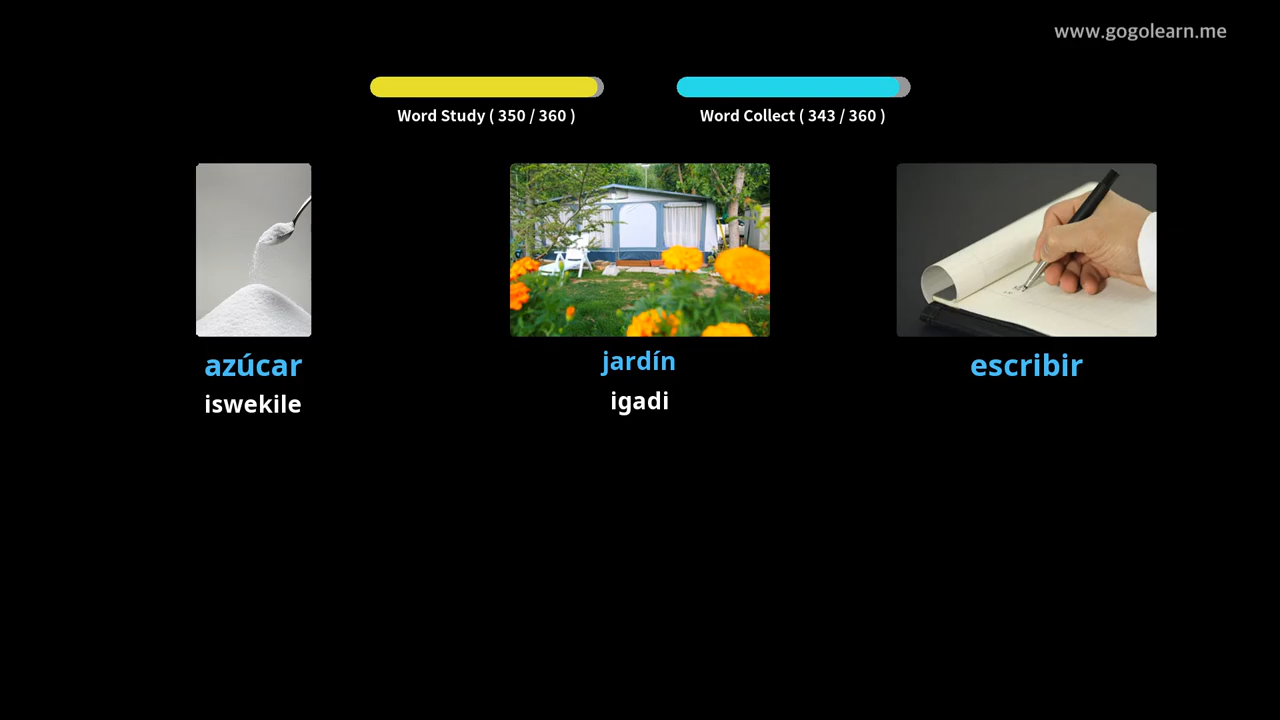 www.gogolearn.me
Word Study ( 350 / 360 )
Word Collect ( 343 / 360 )
azúcar
iswekile
jardín
igadi
escribir